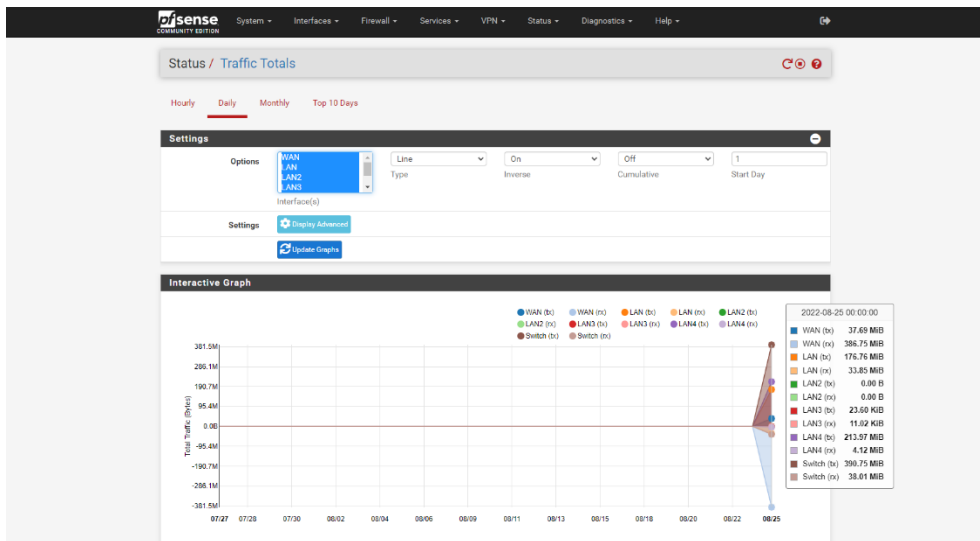 pfsense System Interfaces Firewall Services VPN Status Diagnostics Help
COMMUNITY EDITION
Status / Traffic Totals
Hourly Daily Monthly Top 10 Days
Settings
Options WAN Line On Off 1
LAN
LAN2
LAN3
Type Inverse Cumulative Start Day
Interface(s)
Settings Display Advanced
Update Graphs
Interactive Graph
WAN (tx) WAN (rx) LAN (tx) LAN (rx) LAN2 (tx)
LAN2 (rx) LAN3 (tx) LAN3 (rx) LAN4 (tx) LAN4 (rx)
Switch (tx) Switch (rx)
2022-08-25 00:00:00
WAN (tx) 37.69 MiB
WAN (rx) 386.75 MiB
LAN (tx) 176.76 MiB
LAN (rx) 33.85 MiB
LAN2 (tx) 0.00 B
LAN2 (rx) 0.00 B
LAN3 (tx) 23.60 KiB
LAN3 (rx) 11.02 KiB
LAN4 (tx) 213.97 MiB
LAN4 (rx) 4.12 MiB
Switch (tx) 390.75 MiB
Switch (rx) 38.01 MiB
Total Traffic (Bytes)
381.5M
286.1M
190.7M
95.4M
0.0B
-95.4M
-190.7M
-286.1M
-381.5M
07/27 07/28 07/30 08/02 08/04 08/06 08/09 08/11 08/13 08/15 08/18 08/20 08/22 08/25